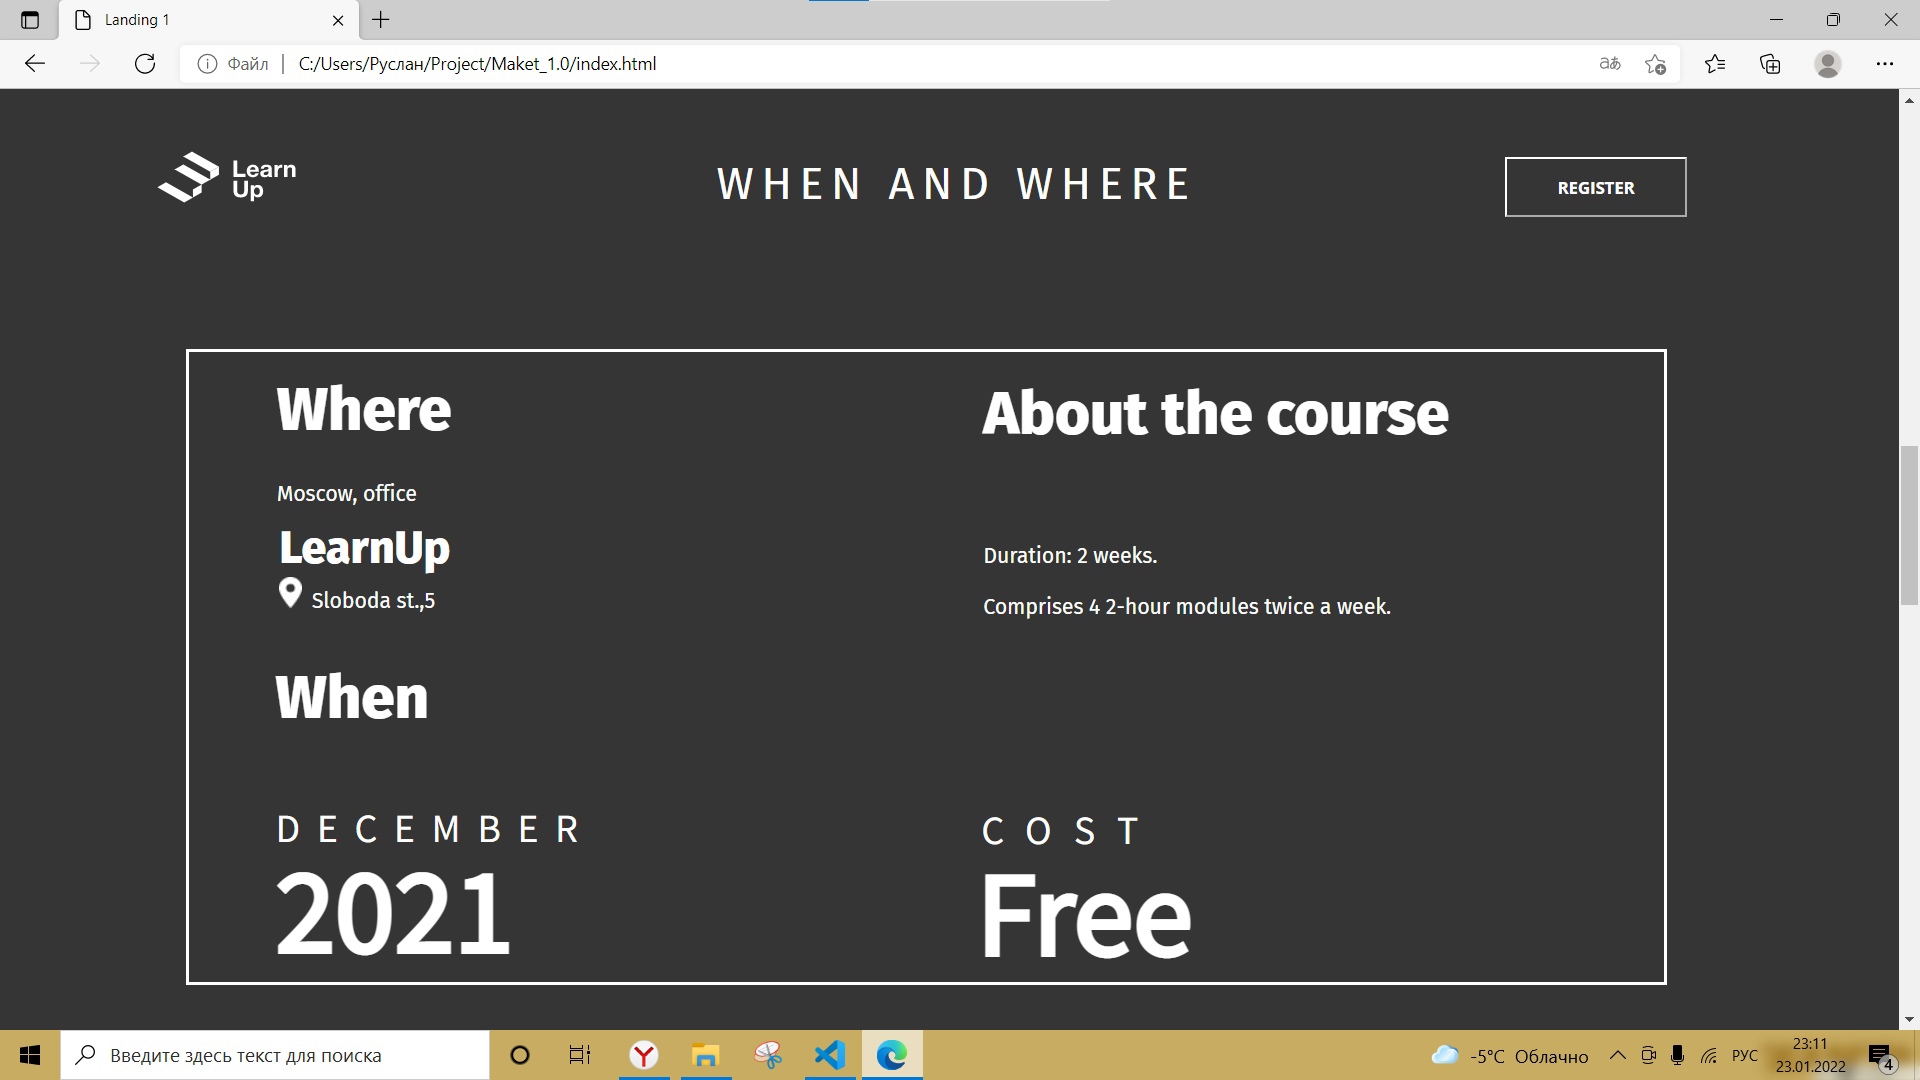 Landing 1
Файл
C:/Users/Руслан/Project/Maket_1.0/index.html
aあ
Learn
Up
WHEN AND WHERE
REGISTER
Where
Moscow, office
LearnUp
Sloboda st.,5
When
DECEMBER
2021
About the course
Duration: 2 weeks.
Comprises 4 2-hour modules twice a week.
COST
Free
Введите здесь текст для поиска
-5°C Облачно
РУС
23:11
23.01.2022
4